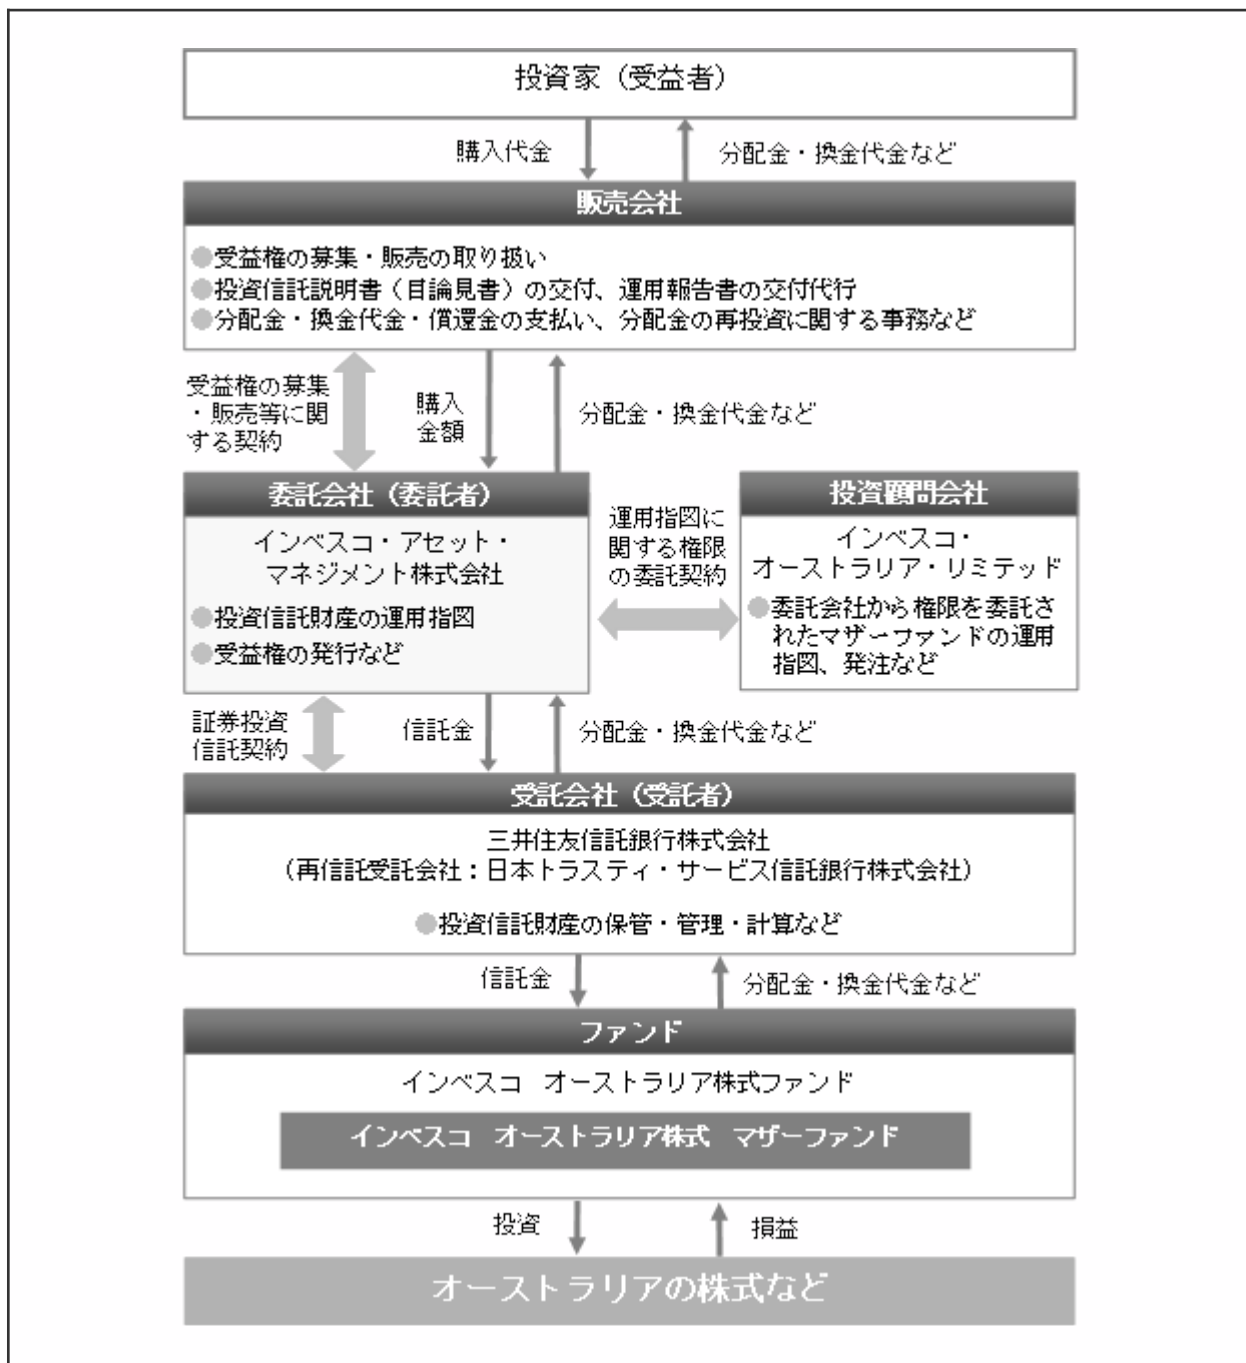 投資家（受益者）
購入代金
分配金・換金代金など
販売会社
●受益権の募集・販売の取り扱い
●投資信託説明書（目論見書）の交付、運用報告書の交付代行
●分配金・換金代金・償還金の支払い、分配金の再投資に関する事務など
受益権の募集
・販売等に関
する契約
購入
金額
分配金・換金代金など
委託会社（委託者）
インベスコ・アセット・
マネジメント株式会社
●投資信託財産の運用指図
●受益権の発行など
運用指図に
関する権限
の委託契約
投資顧問会社
インベスコ・
オーストラリア・リミテッド
●委託会社から権限を委託さ
れたマザーファンドの運用
指図、発注など
証券投資
信託契約
信託金
分配金・換金代金など
受託会社（受託者）
三井住友信託銀行株式会社
（再信託受託会社：日本トラスティ・サービス信託銀行株式会社）
●投資信託財産の保管・管理・計算など
信託金
分配金・換金代金など
ファンド
インベスコ　オーストラリア株式ファンド
インベスコ　オーストラリア株式　マザーファンド
投資
損益
オーストラリアの株式など